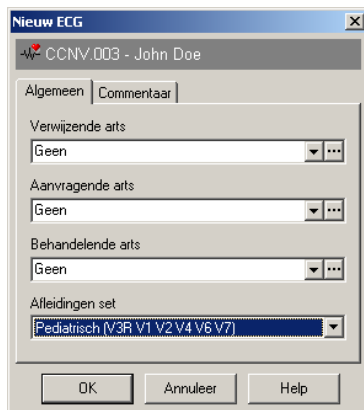 Nieuw ECG
CCNV.003 - John Doe
Algemeen
Commentaar
Verwijzende arts
Geen
Aanvragende arts
Geen
Behandelende arts
Geen
Afleidingen set
Pediatrisch (V3R V1 V2 V4 V6 V7)
OK
Annuleer
Help